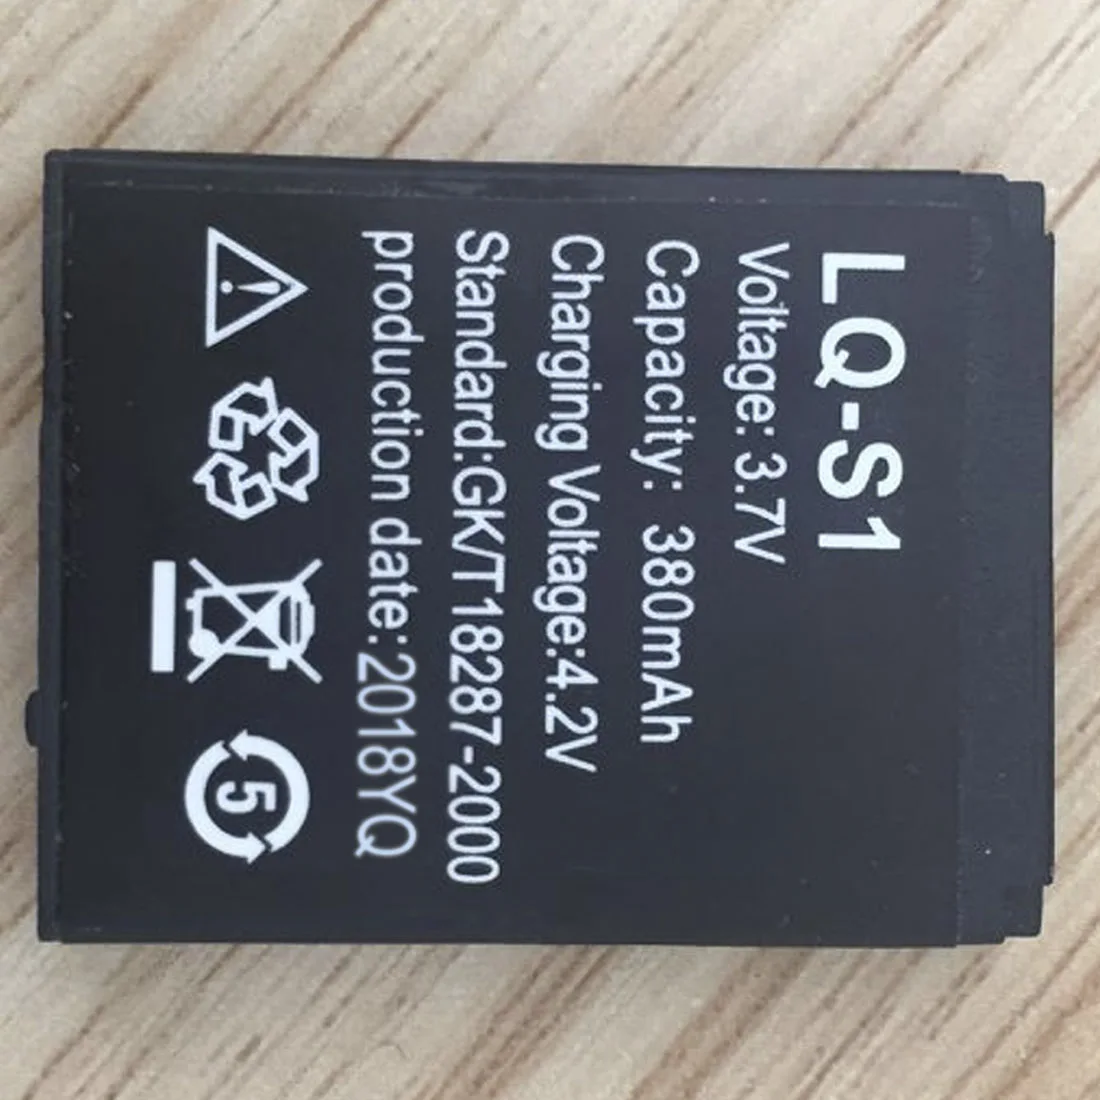 LQ-S1
Voltage: 3.7V
Capacity: 380mAh
Charging Voltage:4.2V
Standard:GK/T18287-2000
production date:2018YQ
5